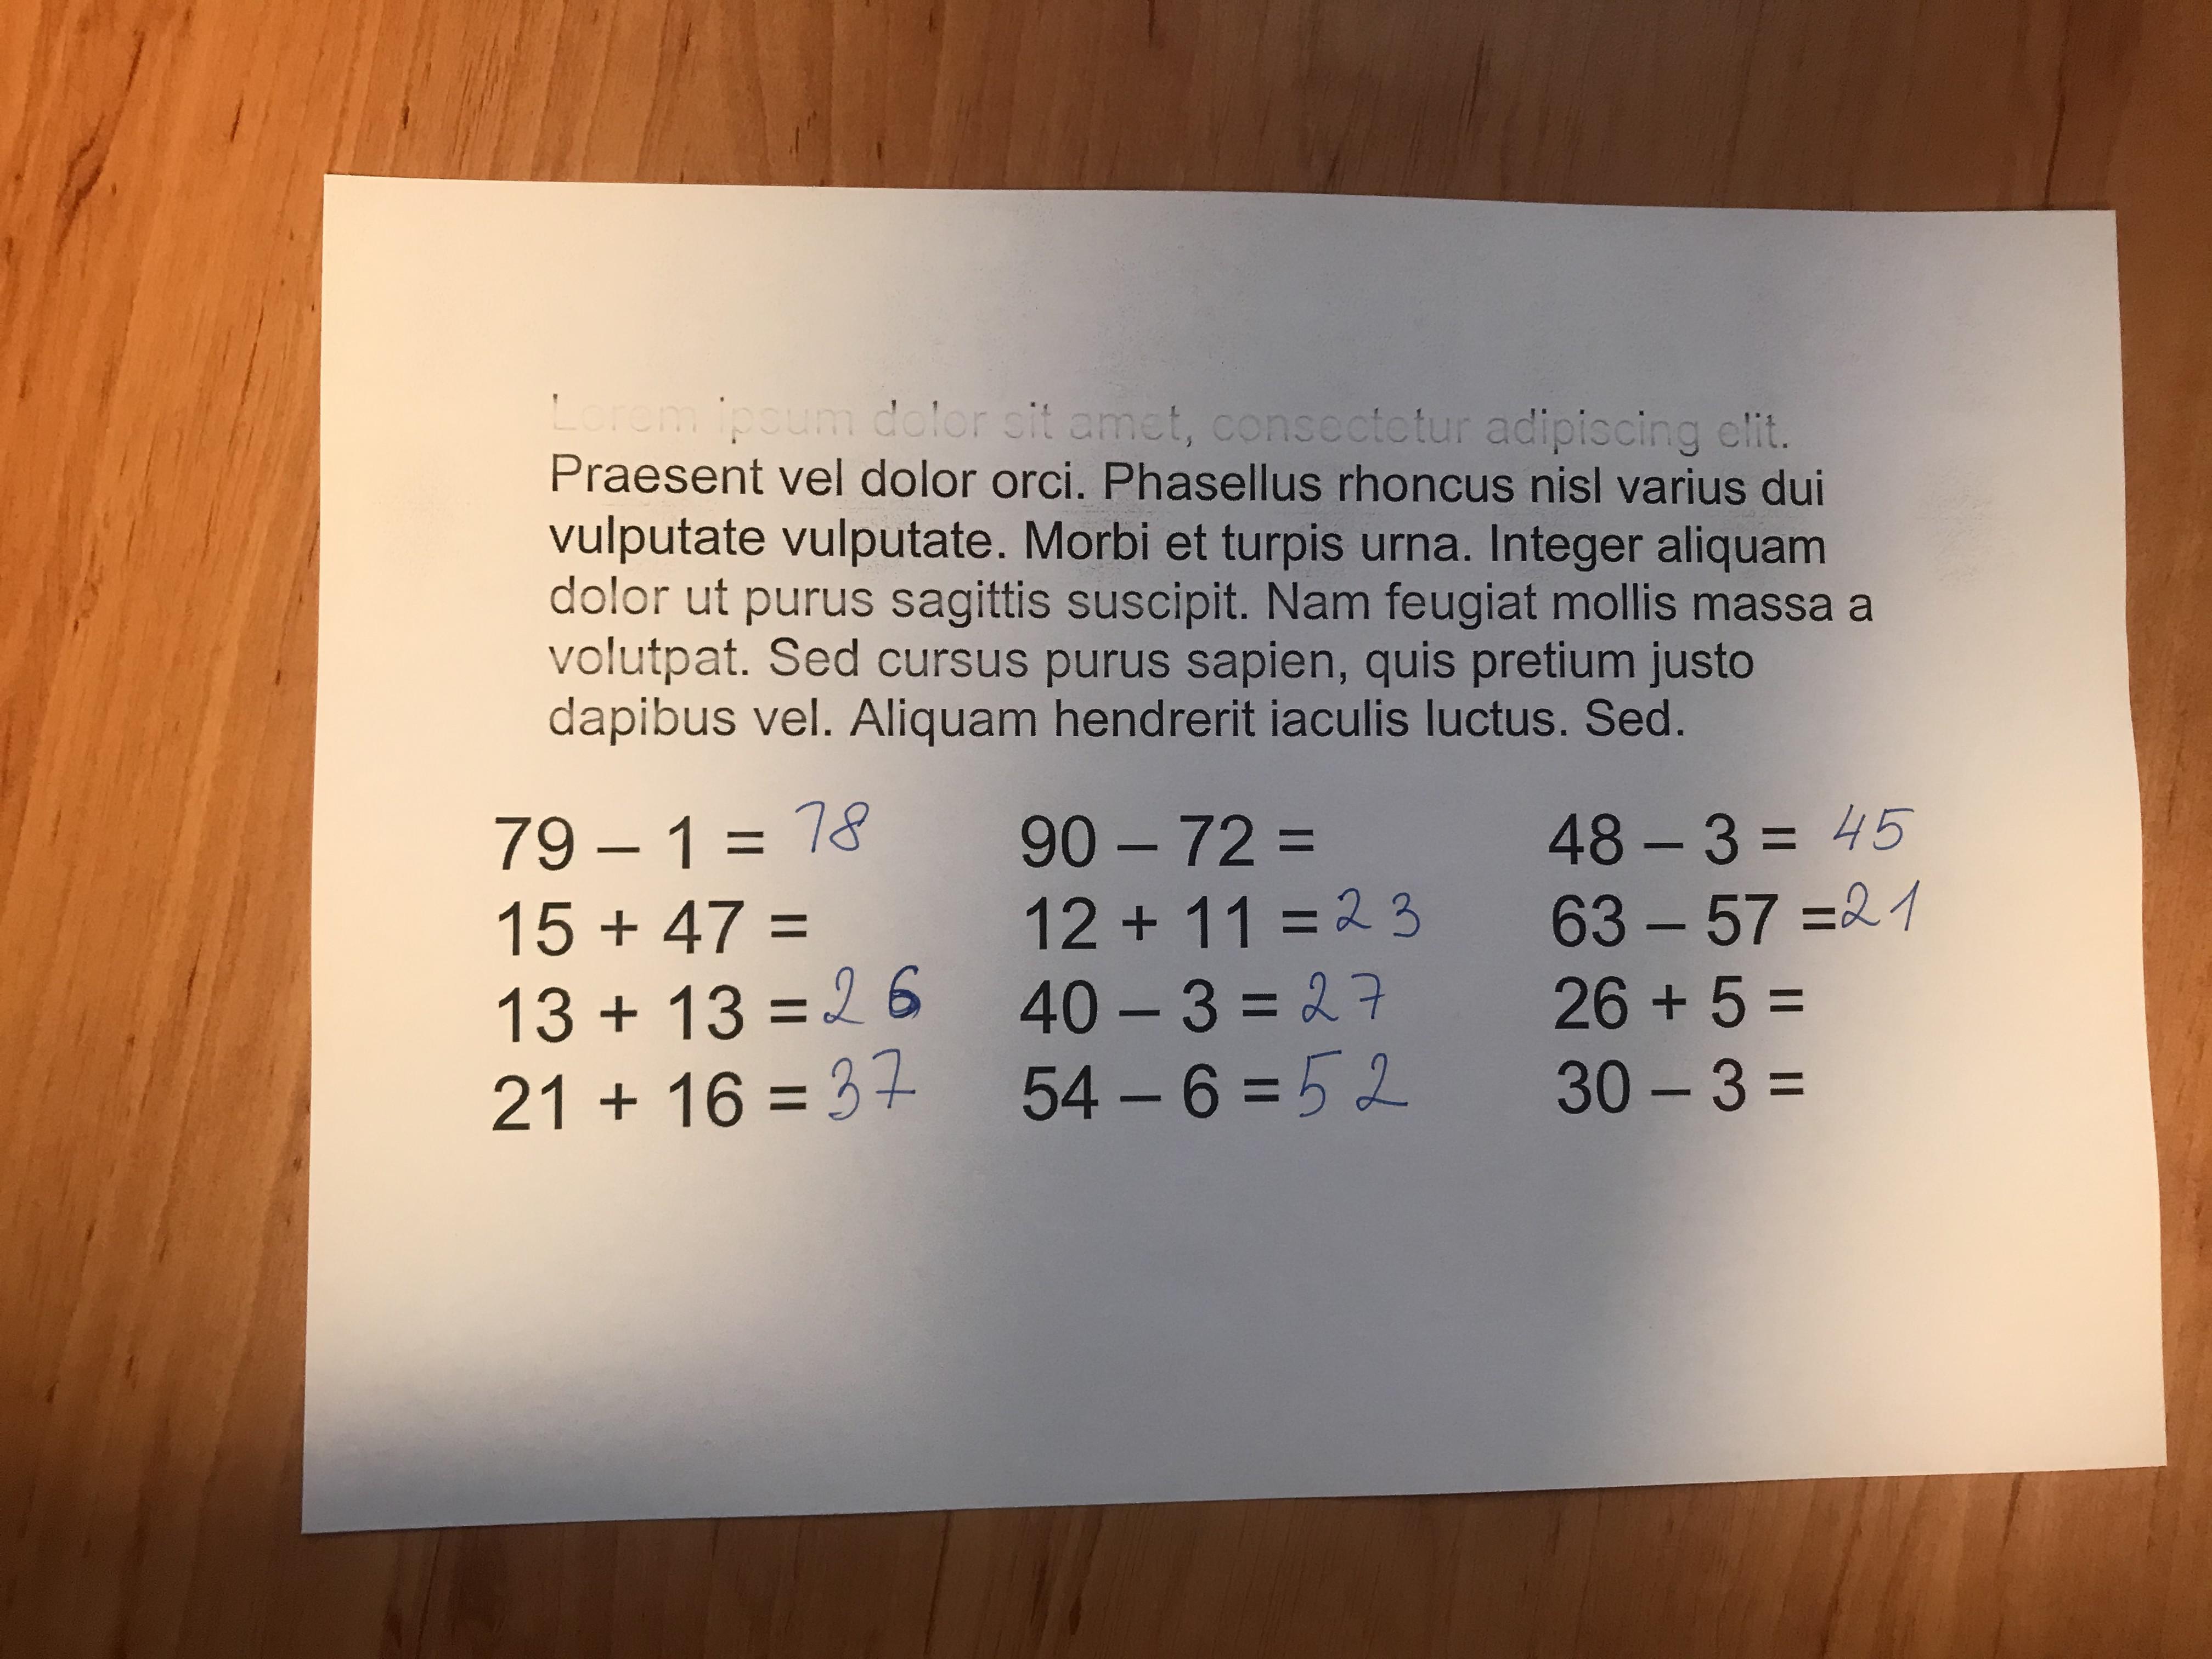 Lorem ipsum dolor sit amet, consectetur adipiscing elit.
Praesent vel dolor orci. Phasellus rhoncus nisl varius dui
vulputate vulputate. Morbi et turpis urna. Integer aliquam
dolor ut purus sagittis suscipit. Nam feugiat mollis massa a
volutpat. Sed cursus purus sapien, quis pretium justo
dapibus vel. Aliquam hendrerit iaculis luctus. Sed.
79 – 1 = 78 90 – 72 = 48 – 3 = 45
15 + 47 = 12 + 11 = 23 63 – 57 = 21
13 + 13 = 26 40 – 3 = 27 26 + 5 =
21 + 16 = 37 54 – 6 = 52 30 – 3 =